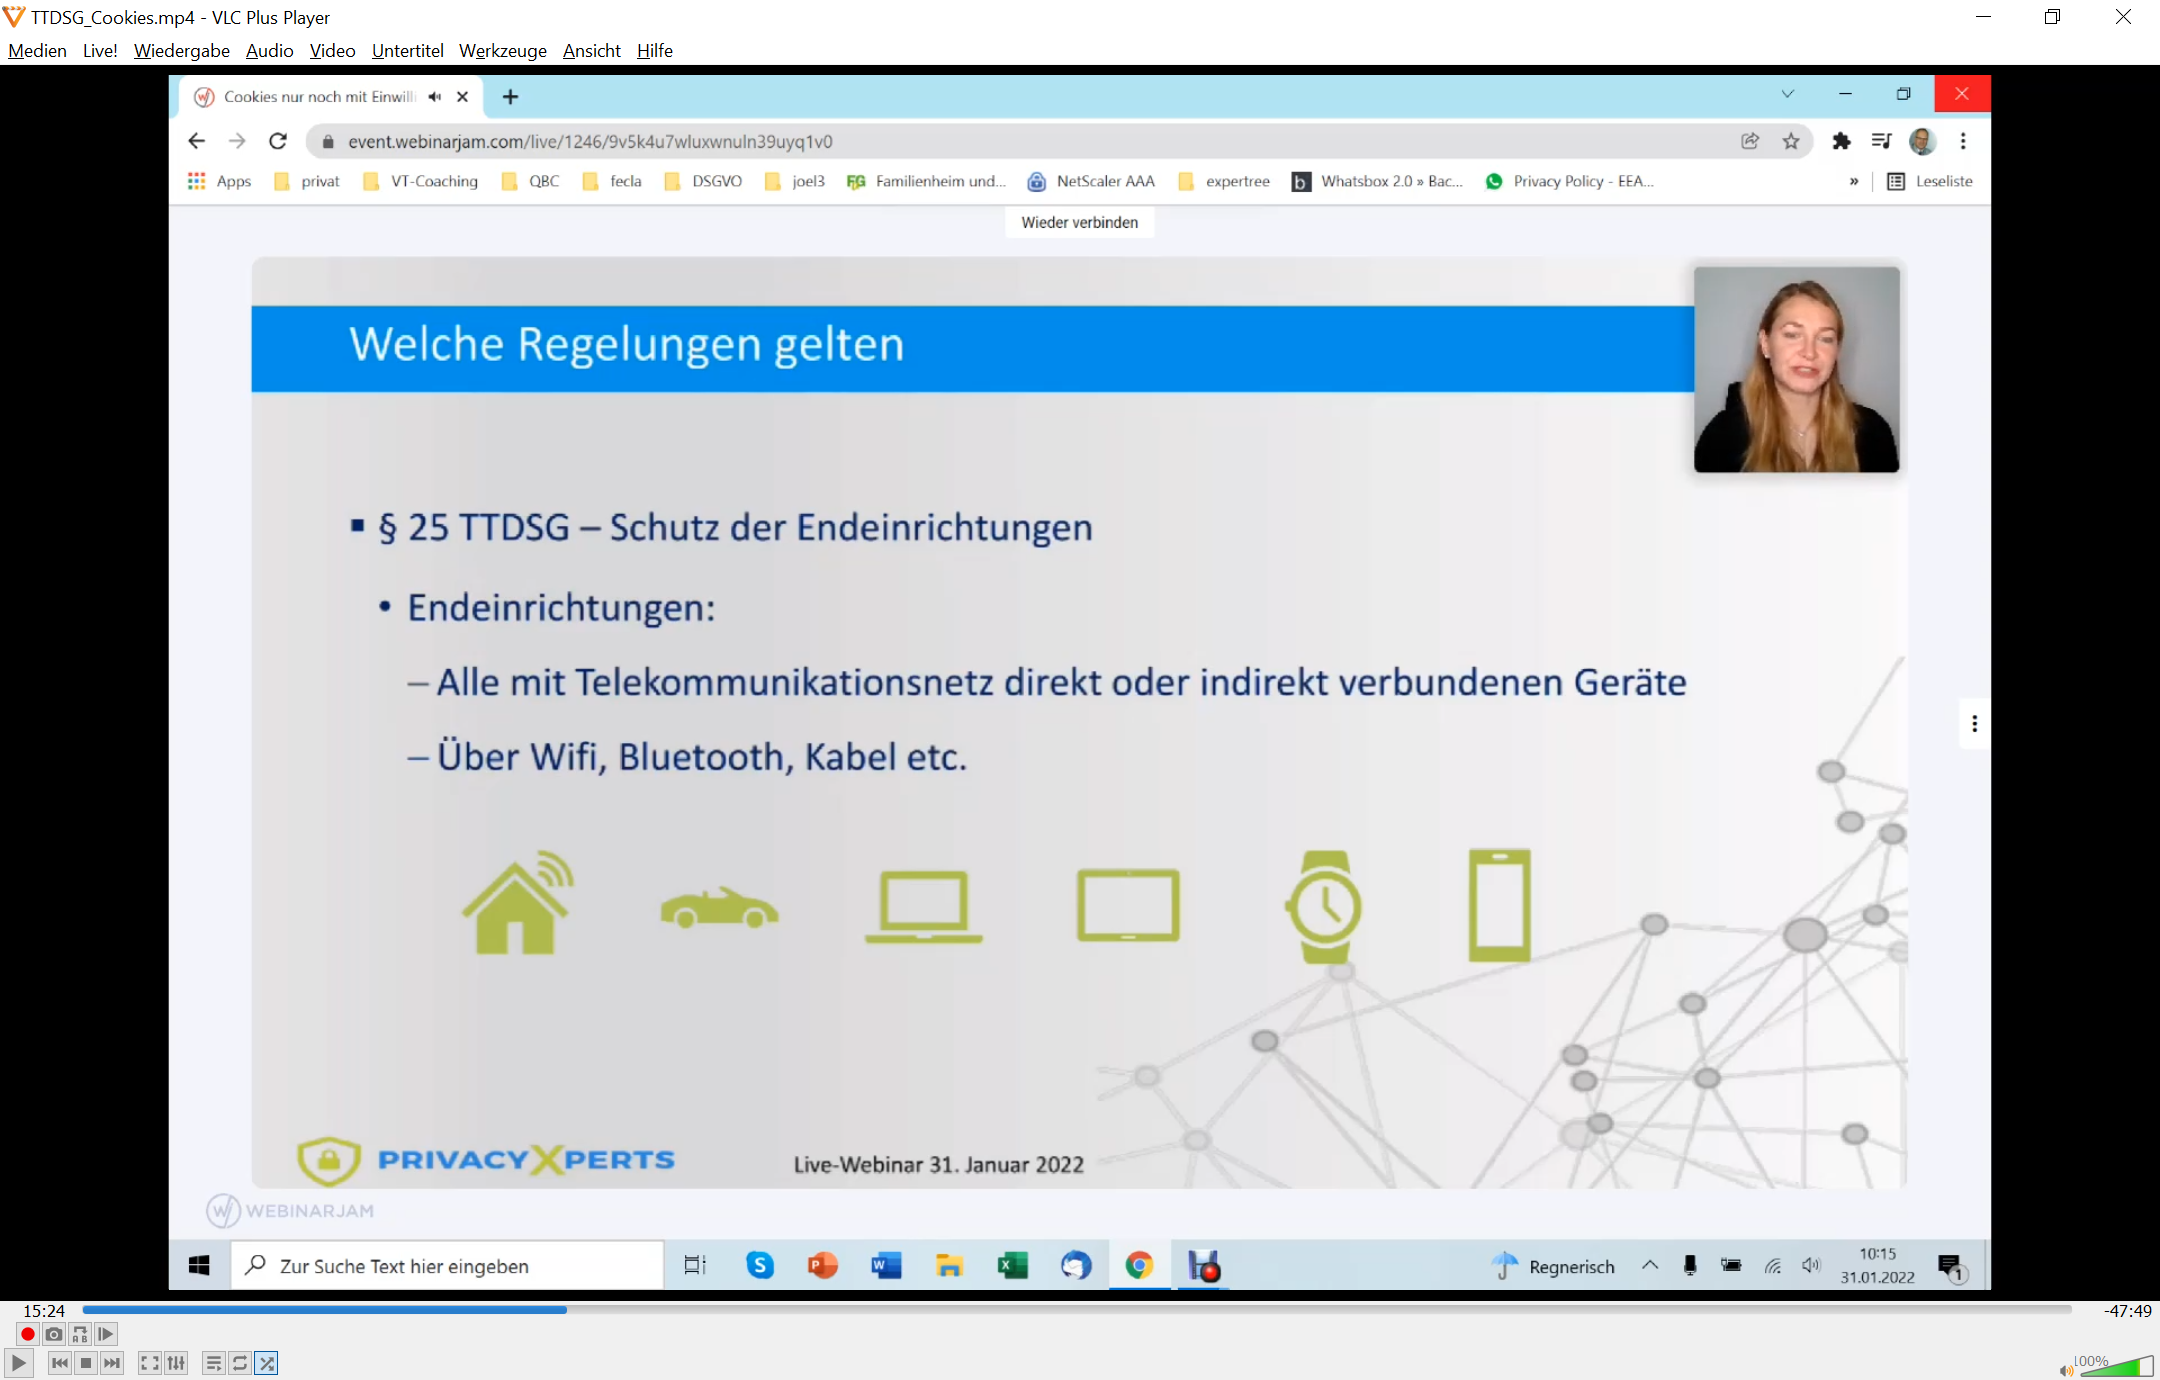 TTDSG_Cookies.mp4 - VLC Plus Player
Medien Live! Wiedergabe Audio Video Untertitel Werkzeuge Ansicht Hilfe
Cookies nur noch mit Einwilli
event.webinarjam.com/live/1246/9v5k4u7wluxwnuln39uyq1v0
Apps privat VT-Coaching QBC fecla DSGVO joel3 FG Familienheim und... NetScaler AAA expertree b Whatsbox 2.0 » Bac... Privacy Policy - EEA... » Leseliste
Wieder verbinden
Welche Regelungen gelten
▪ § 25 TTDSG – Schutz der Endeinrichtungen
• Endeinrichtungen:
– Alle mit Telekommunikationsnetz direkt oder indirekt verbundenen Geräte
– Über Wifi, Bluetooth, Kabel etc.
PRIVACYXPERTS
Live-Webinar 31. Januar 2022
WEBINARJAM
Zur Suche Text hier eingeben
Regnerisch
10:15
31.01.2022
1
15:24
-47:49
100%